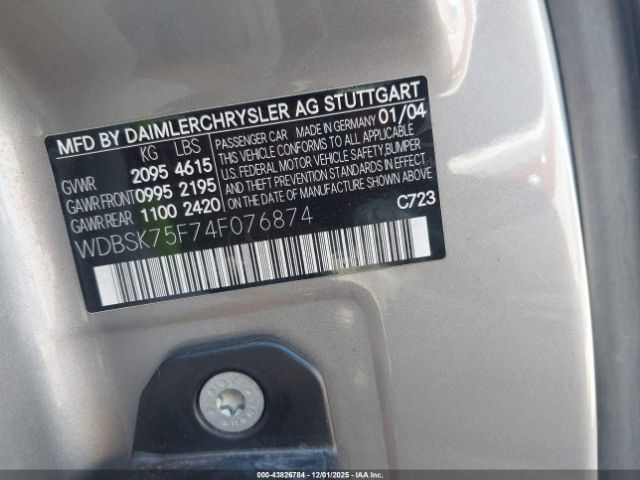 MFD BY DAIMLERCHRYSLER AG STUTTGART
KG LBS
GVWR 2095 4615
GAWR FRONT 0995 2195
GAWR REAR 1100 2420
PASSENGER CAR MADE IN GERMANY 01/04
THIS VEHICLE CONFORMS TO ALL APPLICABLE
U.S. FEDERAL MOTOR VEHICLE SAFETY, BUMPER
AND THEFT PREVENTION STANDARDS IN EFFECT
ON THE DATE OF MANUFACTURE SHOWN ABOVE
C723
WDBSK75F74F076874
000-43826784 - 12/01/2025 - IAA Inc.